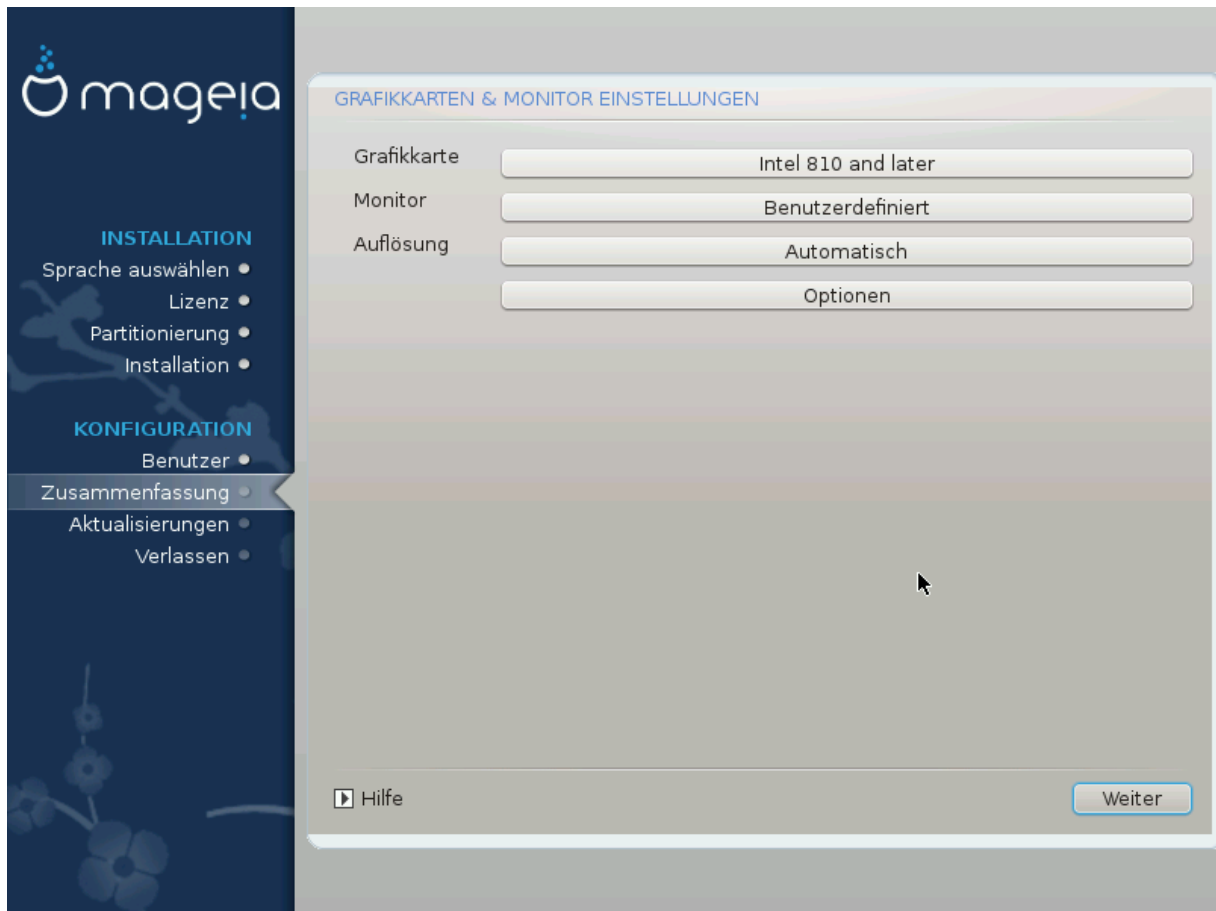 mageia
INSTALLATION
Sprache auswählen
Lizenz
Partitionierung
Installation
KONFIGURATION
Benutzer
Zusammenfassung
Aktualisierungen
Verlassen
GRAFIKKARTEN & MONITOR EINSTELLUNGEN
Grafikkarte Intel 810 and later
Monitor Benutzerdefiniert
Auflösung Automatisch
Optionen
Hilfe Weiter